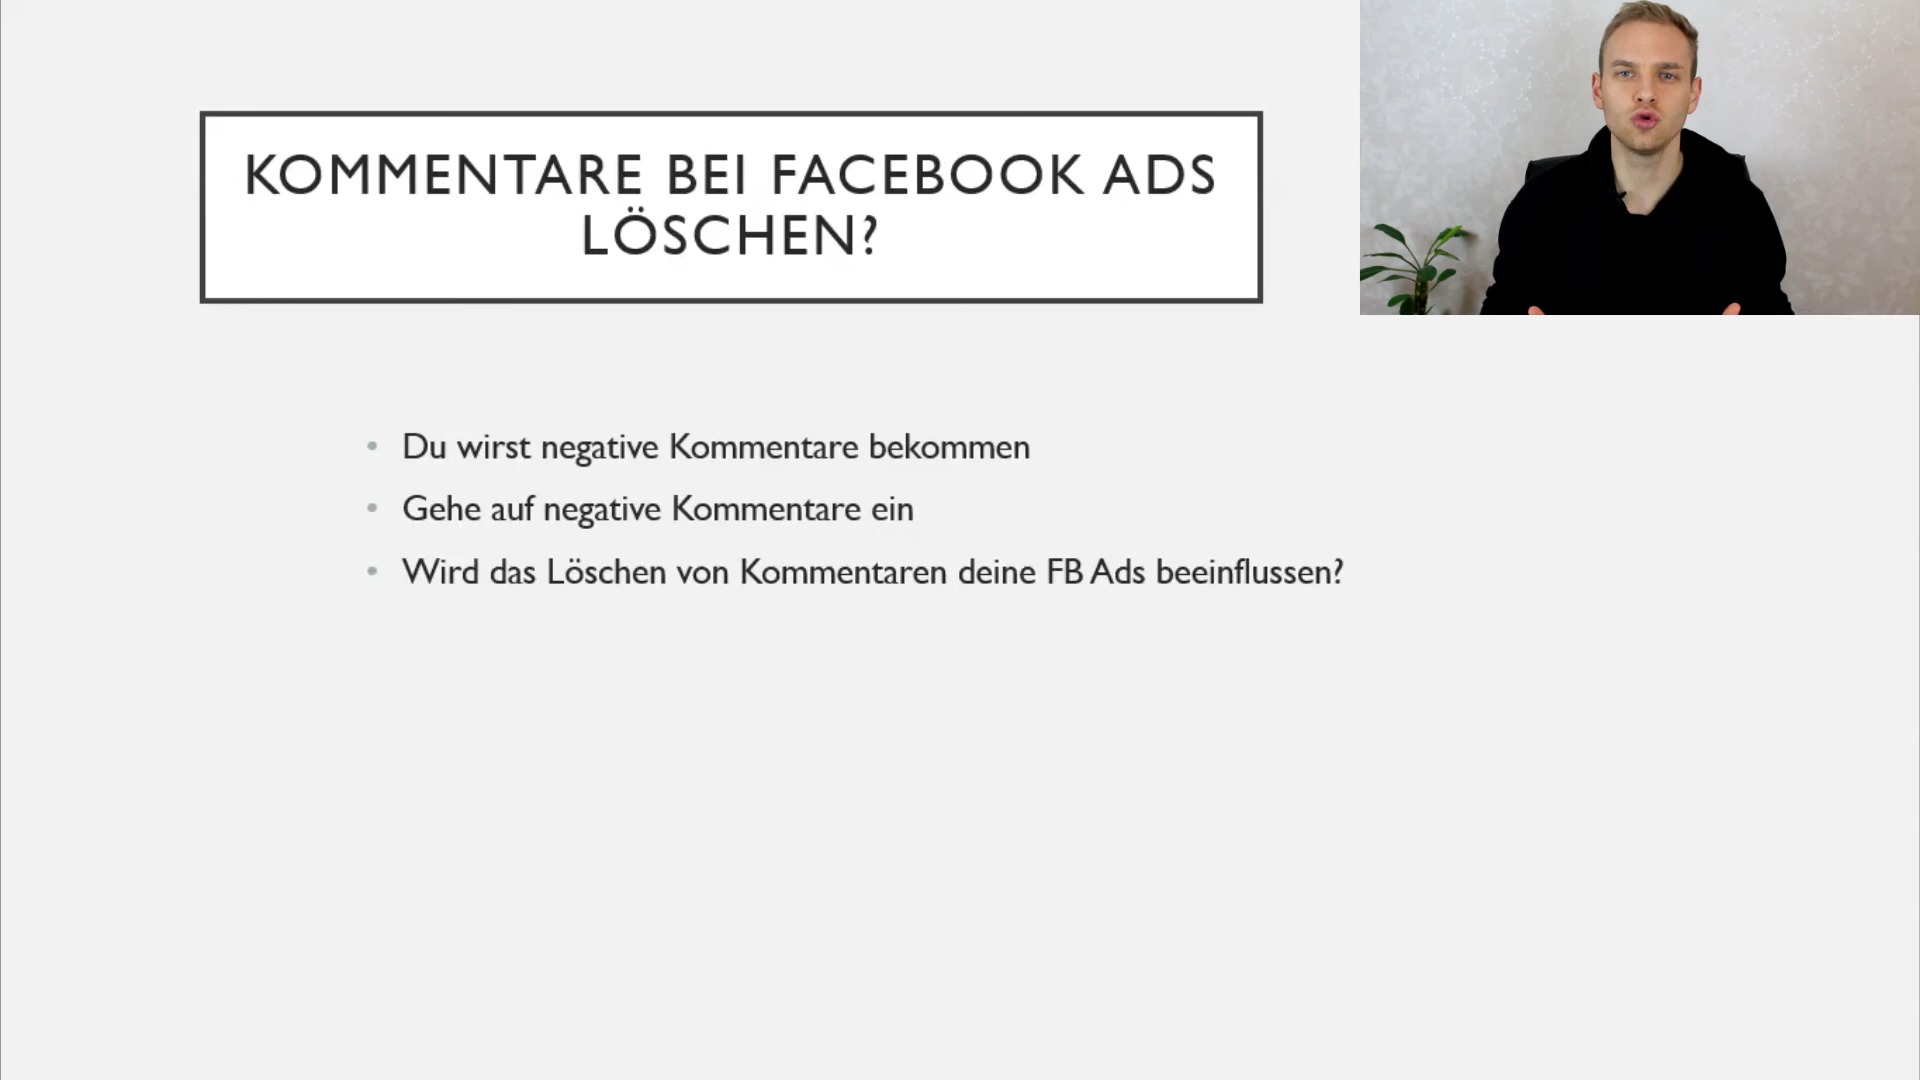 KOMMENTARE BEI FACEBOOK ADS
LÖSCHEN?
• Du wirst negative Kommentare bekommen
• Gehe auf negative Kommentare ein
• Wird das Löschen von Kommentaren deine FB Ads beeinflussen?